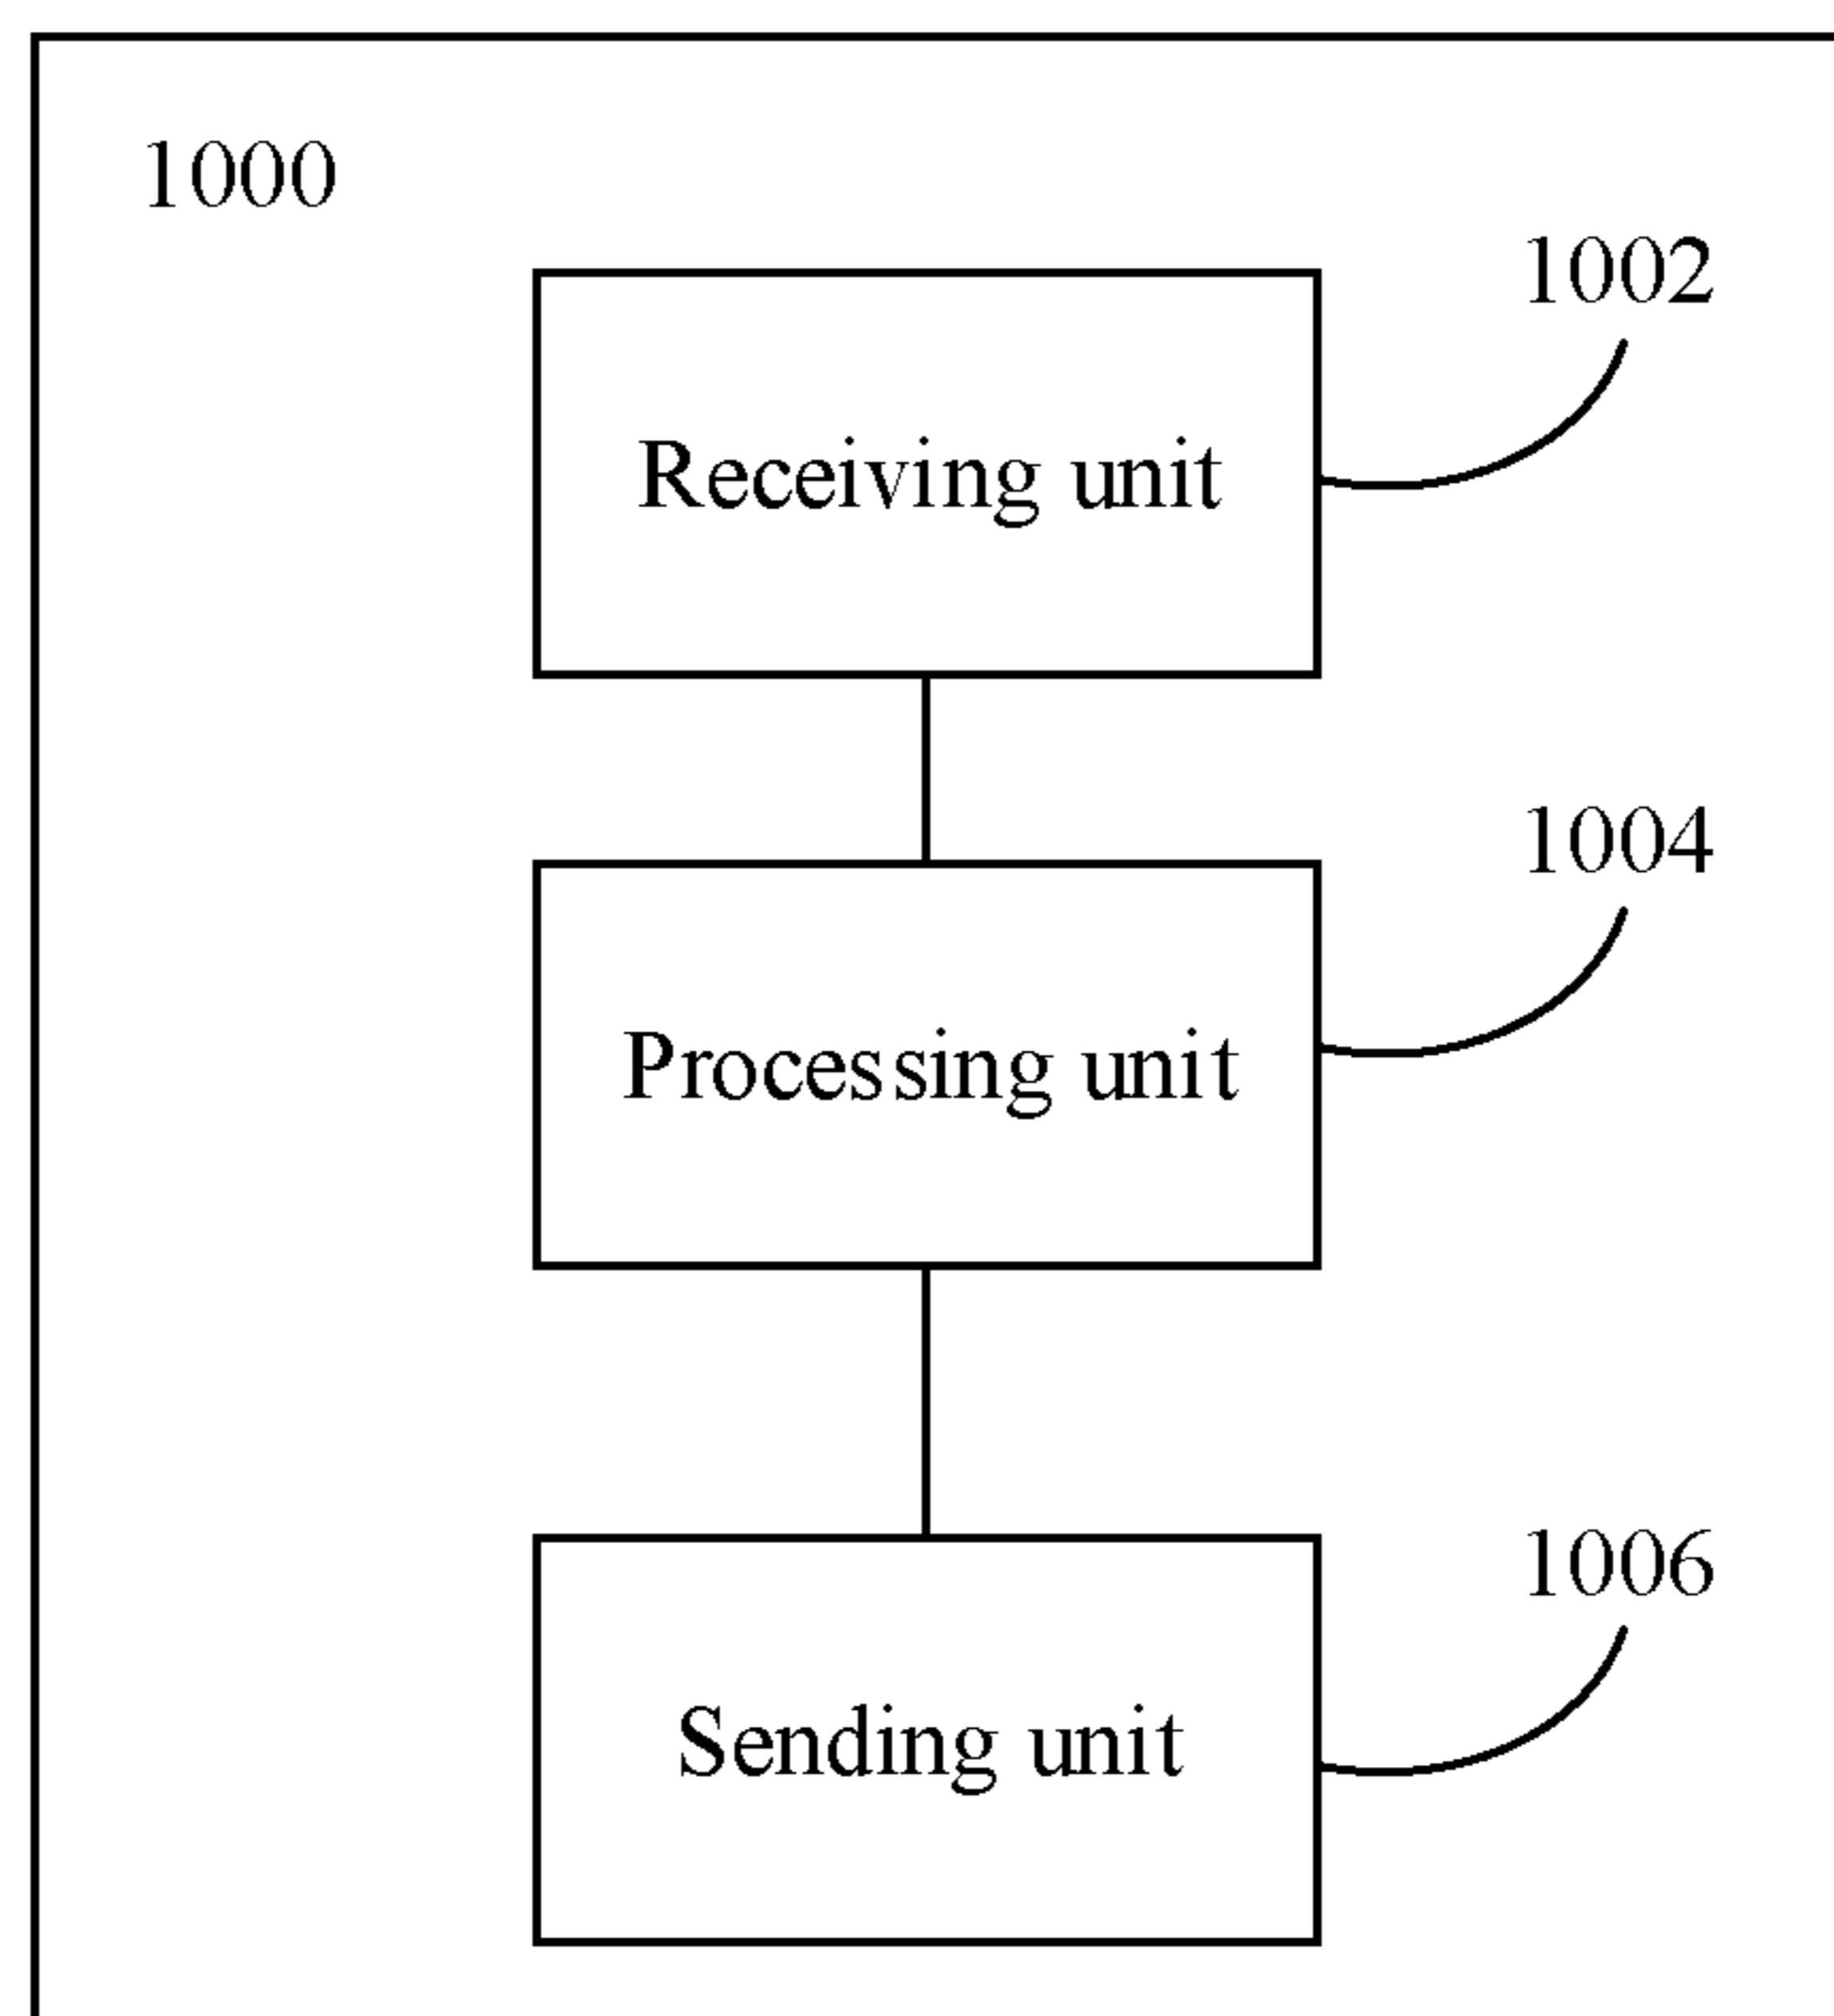 1000
1002
Receiving unit
1004
Processing unit
1006
Sending unit